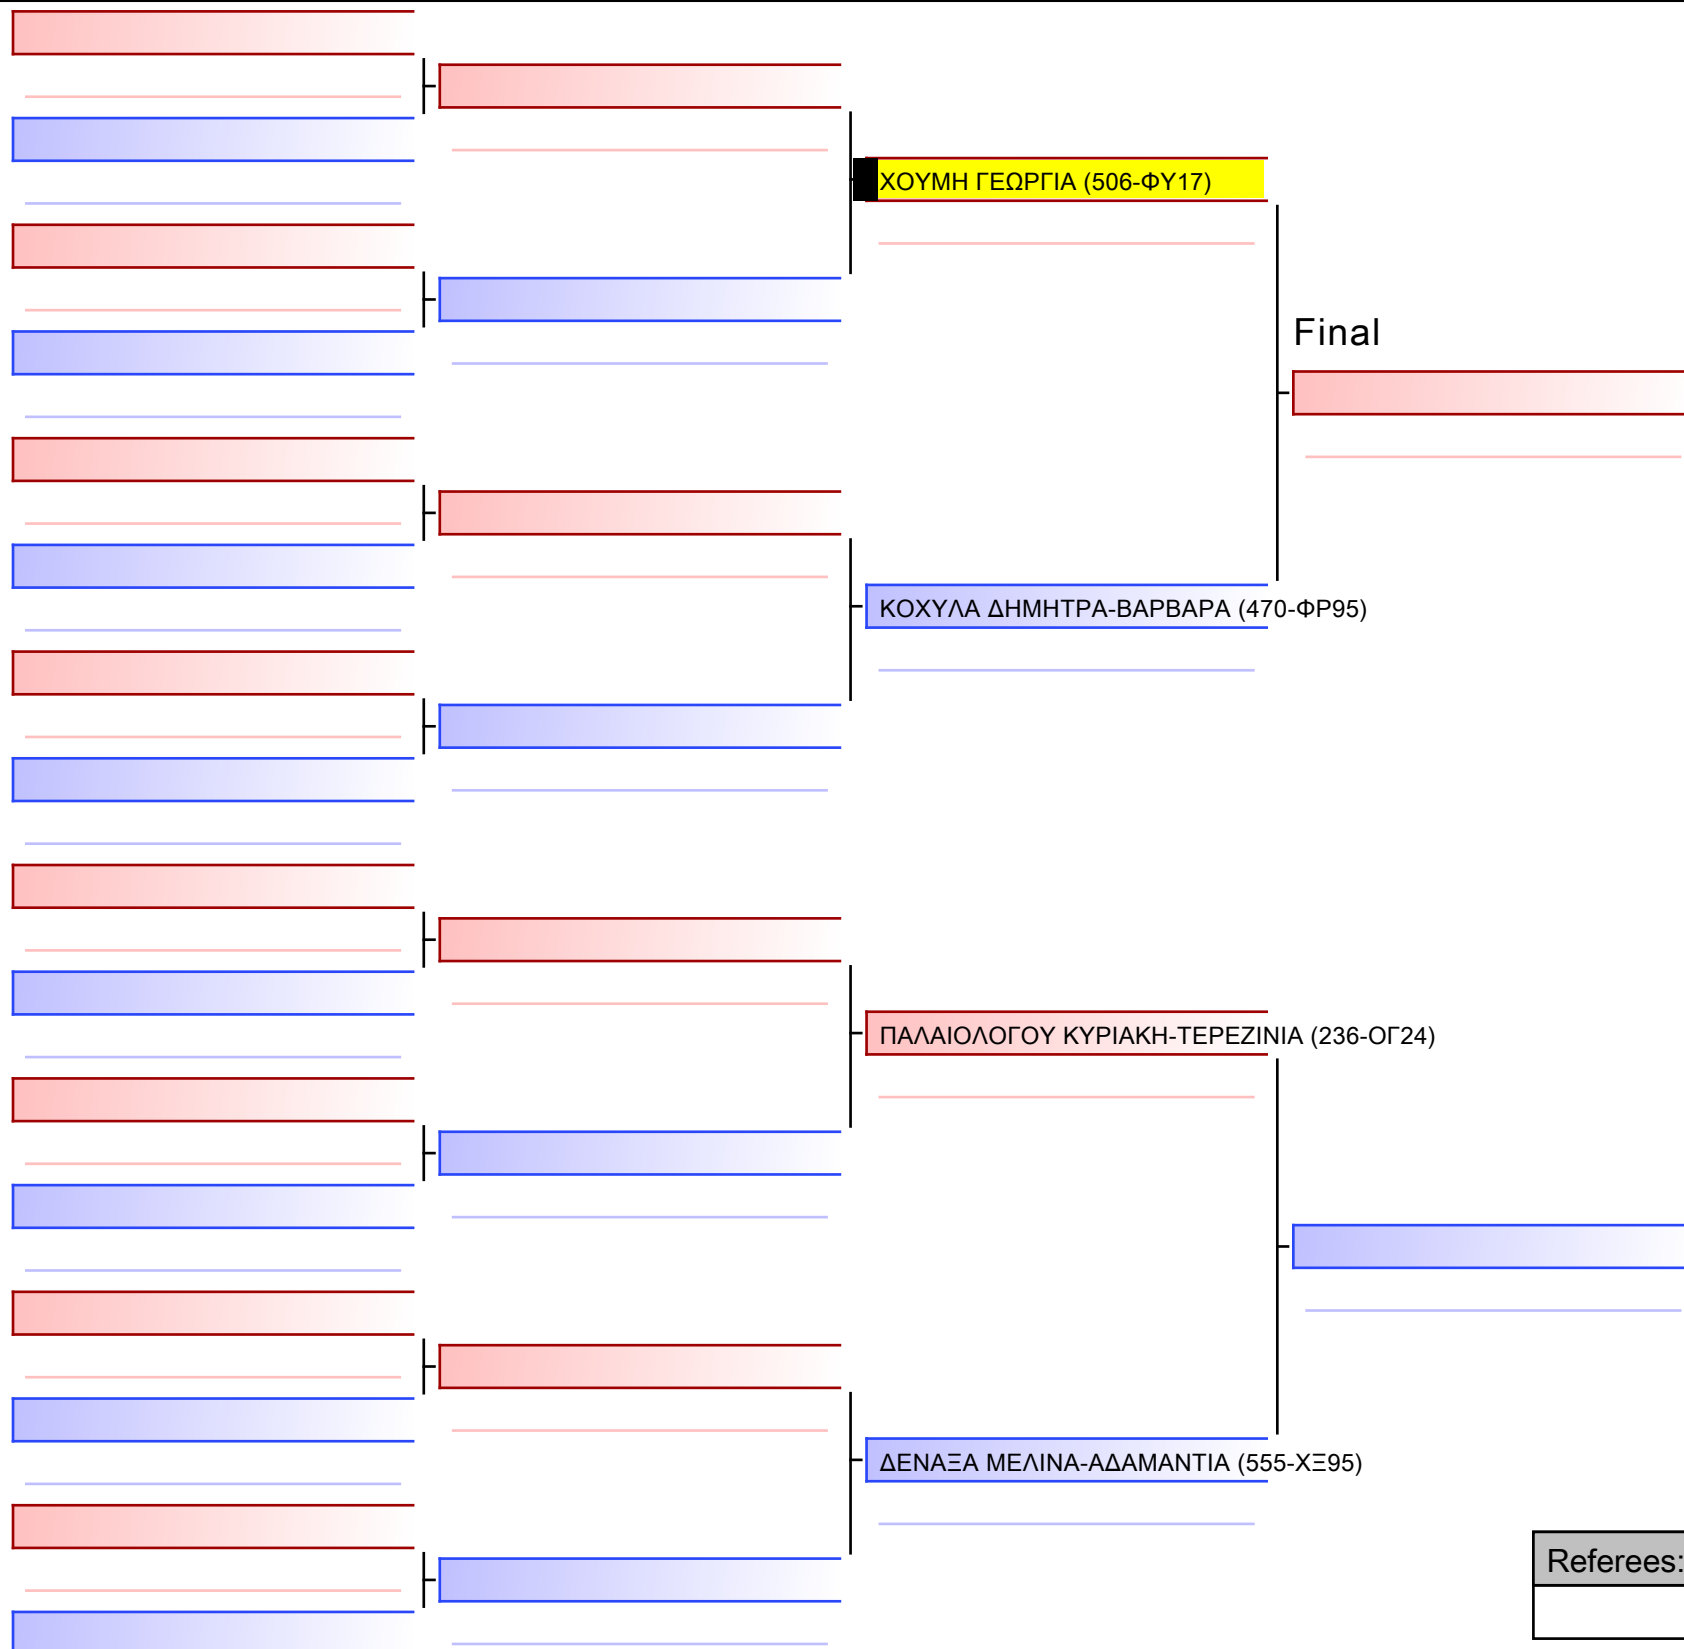 ΧΟΥΜΗ ΓΕΩΡΓΙΑ (506-ΦΥ17)
Final
ΚΟΧΥΛΑ ΔΗΜΗΤΡΑ-ΒΑΡΒΑΡΑ (470-ΦΡ95)
ΠΑΛΑΙΟΛΟΓΟΥ ΚΥΡΙΑΚΗ-ΤΕΡΕΖΙΝΙΑ (236-ΟΓ24)
ΔΕΝΑΞΑ ΜΕΛΙΝΑ-ΑΔΑΜΑΝΤΙΑ (555-ΧΞ95)
Referees: